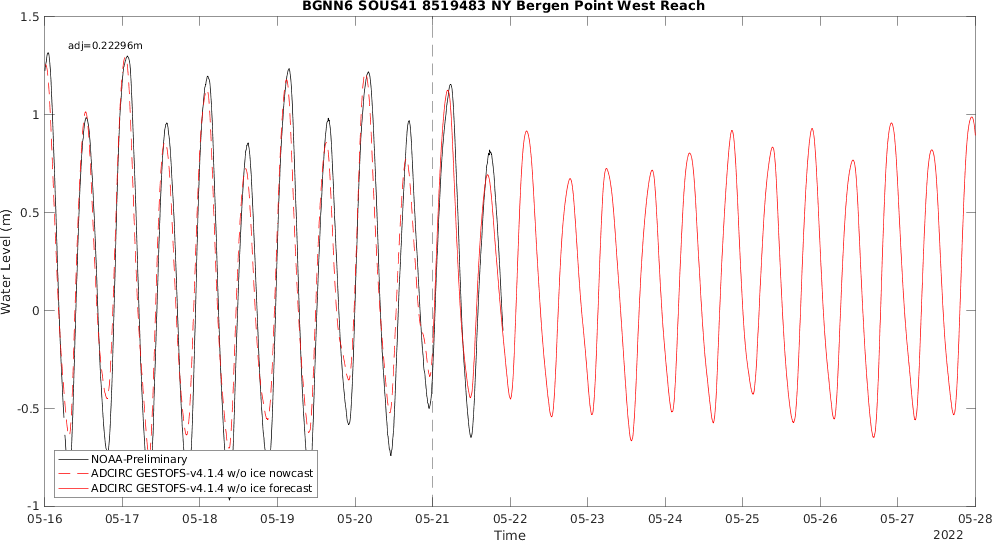 BGNN6 SOUS41 8519483 NY Bergen Point West Reach
adj=0.22296m
1.5
1
0.5
0
-0.5
-1
Water Level (m)
NOAA-Preliminary
ADCIRC GESTOFS-v4.1.4 w/o ice nowcast
ADCIRC GESTOFS-v4.1.4 w/o ice forecast
05-16 05-17 05-18 05-19 05-20 05-21 05-22 05-23 05-24 05-25 05-26 05-27 05-28
Time
2022